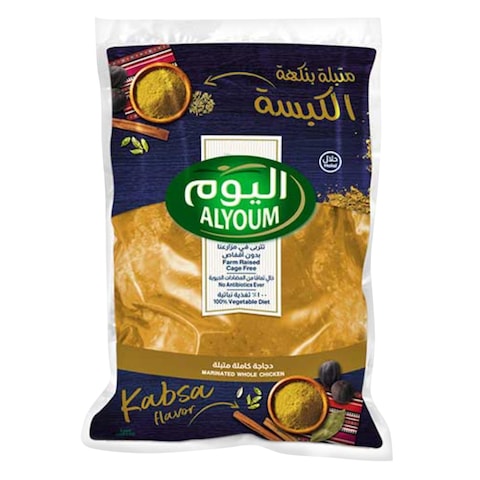 متبلة بنكهة
الكبسة
حلال
Halal
اليوم
ALYOUM
تتربى في مزارعنا
بدون أقفاص
Farm Raised
Cage Free
خالٍ تمامًا من المضادات الحيوية
No Antibiotics Ever
١٠٠٪ تغذية نباتية
100% Vegetable Diet
دجاجة كاملة متبلة
MARINATED WHOLE CHICKEN
Kabsa
flavor